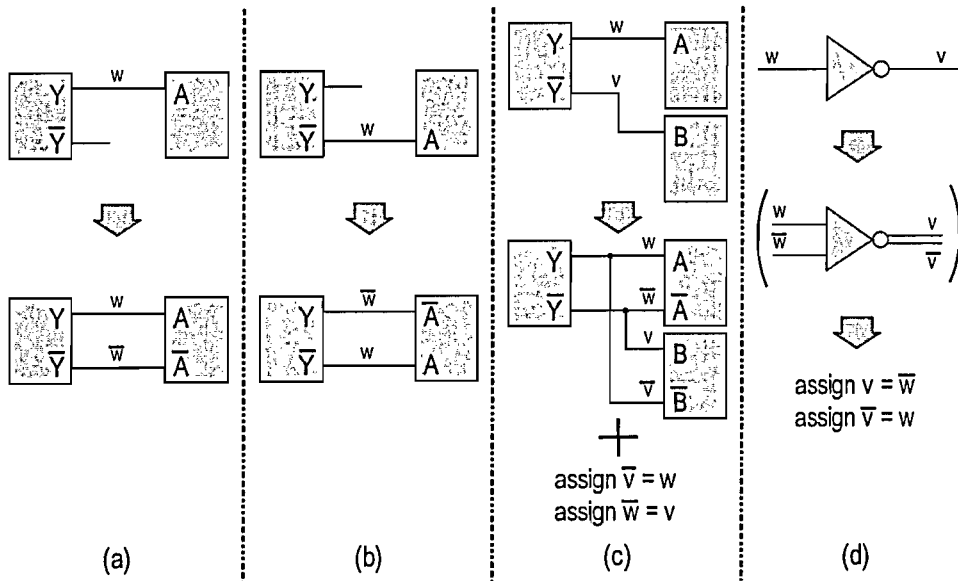 w
Y
A
Y̅
Y
Y̅
w
A
w
Y
A
Y̅
v
B
w
v
w
v
w̅
v̅
w
Y
A
Y̅
w̅
A̅
w̅
Y
A̅
Y̅
w
A
w
Y
A
Y̅
w̅
A̅
v
B
v̅
B̅
+
assign v̅ = w
assign w̅ = v
assign v = w̅
assign v̅ = w
(a)
(b)
(c)
(d)